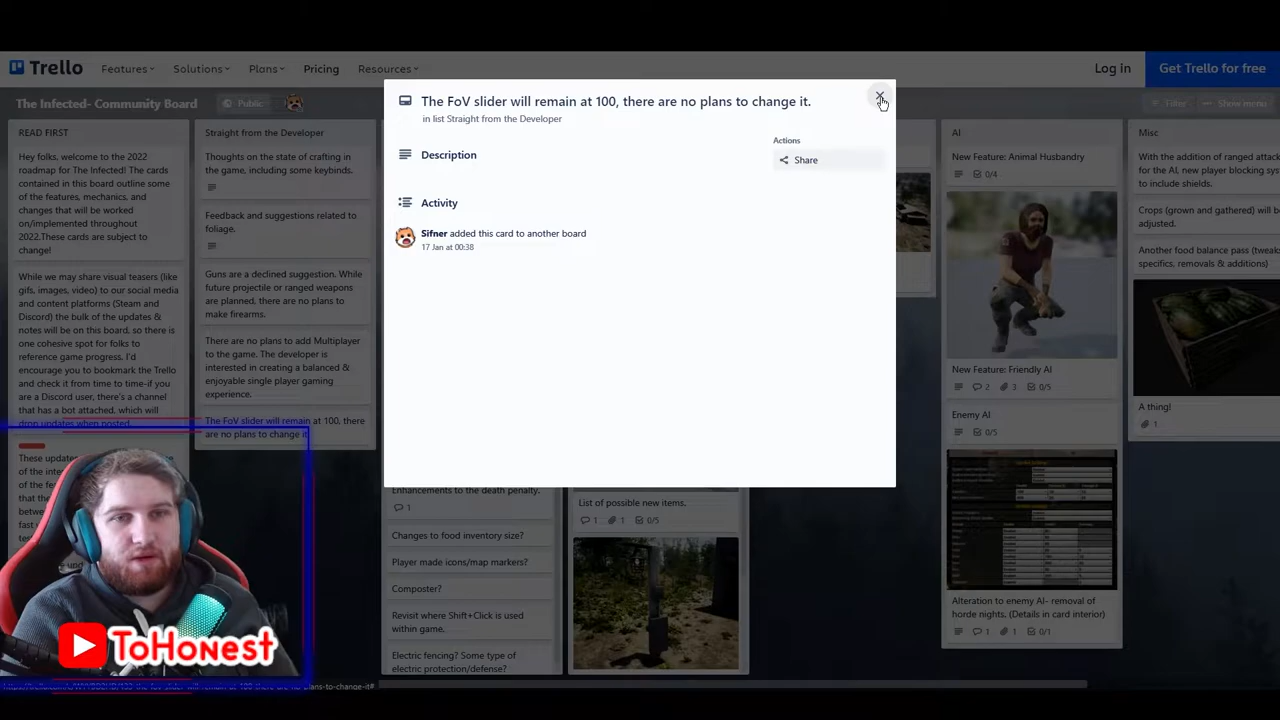 Trello
Features
Solutions
Plans
Pricing
Resources
Log in
Get Trello for free
The Infected- Community Board
Public
Filter
Show menu
READ FIRST
Hey folks, welcome to the 2022
roadmap for The Infected! The cards
contained in this board outline some
of the features, mechanics, and
changes that will be worked
on/implemented throughout
2022.These cards are subject to
change!
While we may share visual teasers (like
gifs, images, video) to our social media
and content platforms (Steam and
Discord) the bulk of the updates &
notes will be on this board, so there is
one cohesive spot for folks to
reference game progress. I'd
encourage you to bookmark the Trello
and check it from time to time-if you
are a Discord user, there's a channel
that has a bot attached, which will
drop updates when posted.
These updates
of the
that
fast
Straight from the Developer
Thoughts on the state of crafting in
the game, including some keybinds.
Feedback and suggestions related to
foliage.
Guns are a declined suggestion. While
future projectile or ranged weapons
are planned, there are no plans to
make firearms.
There are no plans to add Multiplayer
to the game. The developer is
interested in creating a balanced &
enjoyable single player gaming
experience.
The FoV slider will remain at 100, there
are no plans to change it.
The FoV slider will remain at 100, there are no plans to change it.
in list Straight from the Developer
Description
Actions
Share
Activity
Sifner added this card to another board
17 Jan at 00:38
Enhancements to the death penalty.
1
Changes to food inventory size?
Player made icons/map markers?
Composter?
Revisit where Shift+Click is used
within game.
Electric fencing? Some type of
electric protection/defense?
List of possible new items.
1 1 0/5
AI
New Feature: Animal Husbandry
0/4
New Feature: Friendly AI
2 3 0/5
Enemy AI
0/5
Alteration to enemy AI- removal of
horde nights, (Details in card interior)
1 1 0/1
Misc
With the addition of ranged attack
for the AI, new player blocking sy
to include shields.
Crops (grown and gathered) will
adjusted.
Another food balance pass (tweak
specifics, removals & additions)
A thing!
1
ToHonest